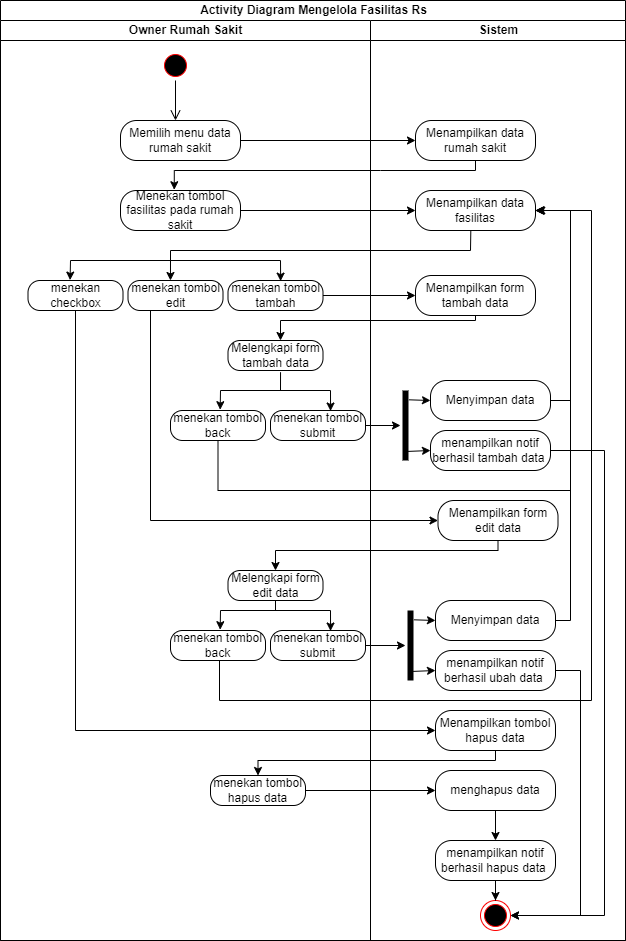 Activity Diagram Mengelola Fasilitas Rs
Owner Rumah Sakit
Sistem
Memilih menu data
rumah sakit
Menampilkan data
rumah sakit
Menekan tombol
fasilitas pada rumah
sakit
Menampilkan data
fasilitas
menekan
checkbox
menekan tombol
edit
menekan tombol
tambah
Menampilkan form
tambah data
Melengkapi form
tambah data
menekan tombol
back
menekan tombol
submit
Menyimpan data
menampilkan notif
berhasil tambah data
Menampilkan form
edit data
Melengkapi form
edit data
menekan tombol
back
menekan tombol
submit
Menyimpan data
menampilkan notif
berhasil ubah data
Menampilkan tombol
hapus data
menekan tombol
hapus data
menghapus data
menampilkan notif
berhasil hapus data